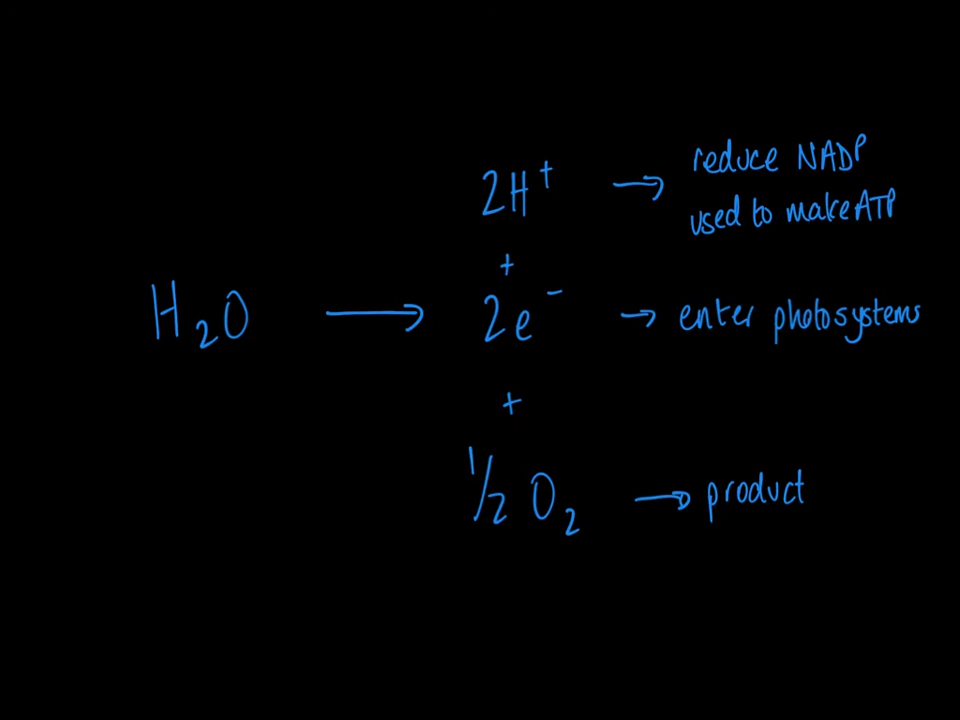 2H⁺ → reduce NADP
used to make ATP
+
H₂O → 2e⁻ → enter photosystems
+
1/2 O₂ → product